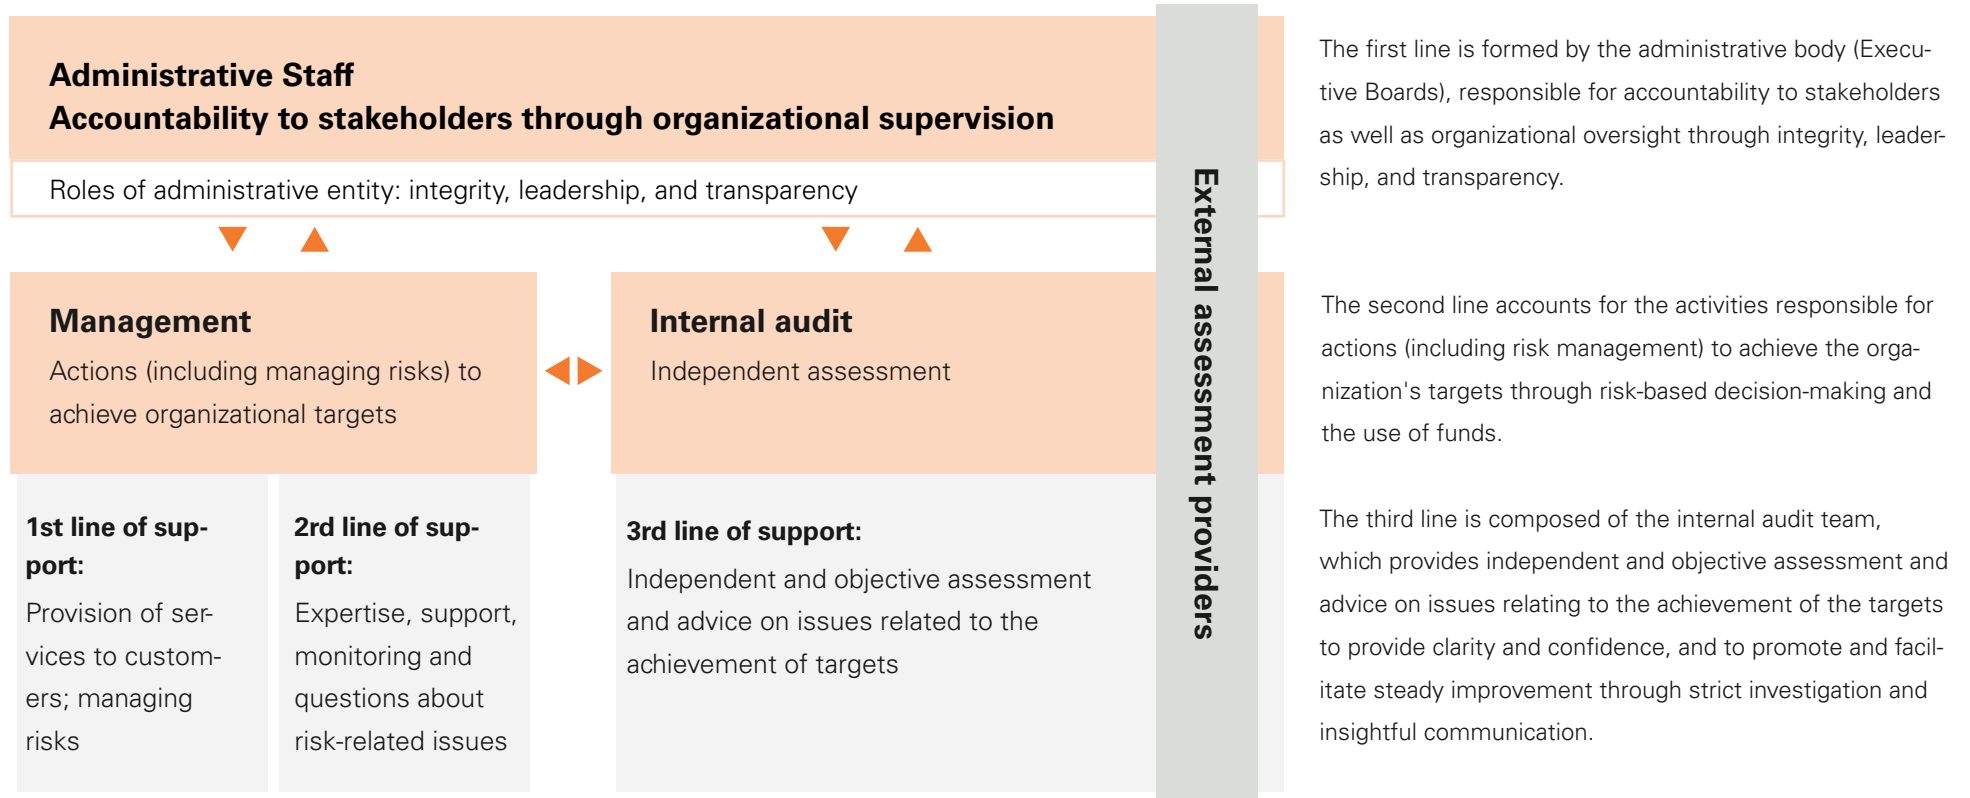 Administrative Staff
Accountability to stakeholders through organizational supervision
Roles of administrative entity: integrity, leadership, and transparency
Management
Actions (including managing risks) to
achieve organizational targets
Internal audit
Independent assessment
1st line of sup-
port:
Provision of ser-
vices to custom-
ers; managing
risks
2rd line of sup-
port:
Expertise, support,
monitoring and
questions about
risk-related issues
3rd line of support:
Independent and objective assessment
and advice on issues related to the
achievement of targets
External assessment providers
The first line is formed by the administrative body (Execu-
tive Boards), responsible for accountability to stakeholders
as well as organizational oversight through integrity, leader-
ship, and transparency.
The second line accounts for the activities responsible for
actions (including risk management) to achieve the orga-
nization's targets through risk-based decision-making and
the use of funds.
The third line is composed of the internal audit team,
which provides independent and objective assessment and
advice on issues relating to the achievement of the targets
to provide clarity and confidence, and to promote and facil-
itate steady improvement through strict investigation and
insightful communication.